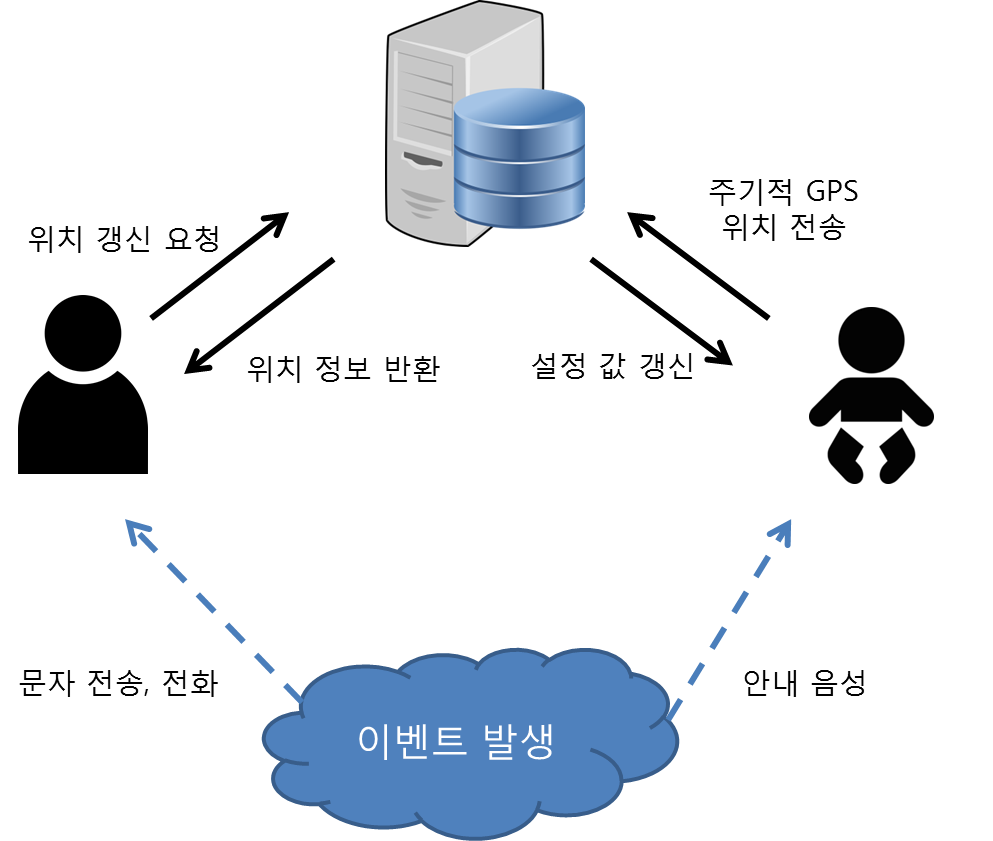 주기적 GPS
위치 전송
위치 갱신 요청
위치 정보 반환
설정 값 갱신
문자 전송, 전화
안내 음성
이벤트 발생